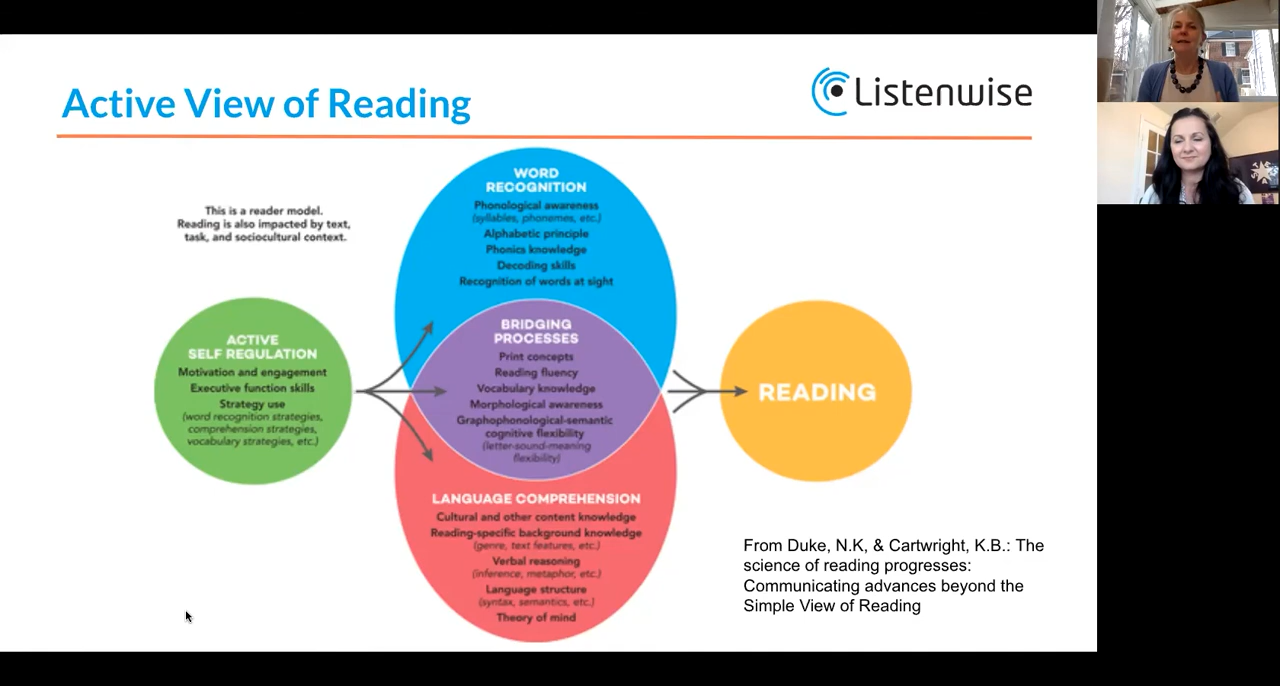 Active View of Reading
Listenwise
This is a reader model.
Reading is also impacted by text,
task, and sociocultural context.
WORD
RECOGNITION
Phonological awareness
(syllables, phonemes, etc.)
Alphabetic principle
Phonics knowledge
Decoding skills
Recognition of words at sight
ACTIVE
SELF REGULATION
Motivation and engagement
Executive function skills
Strategy use
(word recognition strategies,
comprehension strategies,
vocabulary strategies, etc.)
BRIDGING
PROCESSES
Print concepts
Reading fluency
Vocabulary knowledge
Morphological awareness
Graphophonological-semantic
cognitive flexibility
(letter-sound-meaning
flexibility)
LANGUAGE COMPREHENSION
Cultural and other content knowledge
Reading-specific background knowledge
(genre, text features, etc.)
Verbal reasoning
(inference, metaphor, etc.)
Language structure
(syntax, semantics, etc.)
Theory of mind
READING
From Duke, N.K, & Cartwright, K.B.: The
science of reading progresses:
Communicating advances beyond the
Simple View of Reading